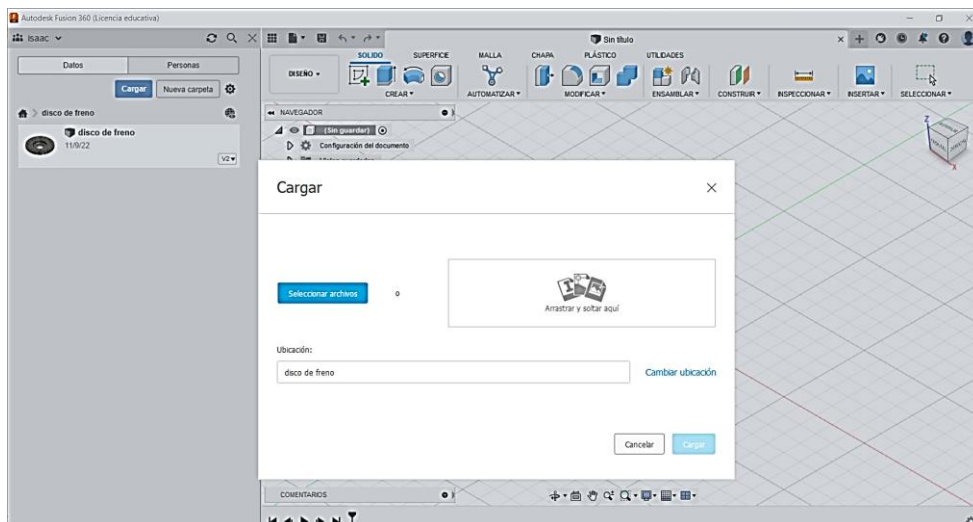 Autodesk Fusion 360 (Licencia educativa)
isaac
Sin título
Datos
Personas
Cargar
Nueva carpeta
disco de freno
disco de freno
11/9/22
V2
DISEÑO
SÓLIDO
SUPERFICIE
MALLA
CHAPA
PLÁSTICO
UTILIDADES
CREAR
AUTOMATIZAR
MODIFICAR
ENSAMBLAR
CONSTRUIR
INSPECCIONAR
INSERTAR
SELECCIONAR
NAVEGADOR
(Sin guardar)
Configuración del documento
Z
X
Cargar
Seleccionar archivos
o
Arrastrar y soltar aquí
Ubicación:
disco de freno
Cambiar ubicación
Cancelar
Cargar
COMENTARIOS